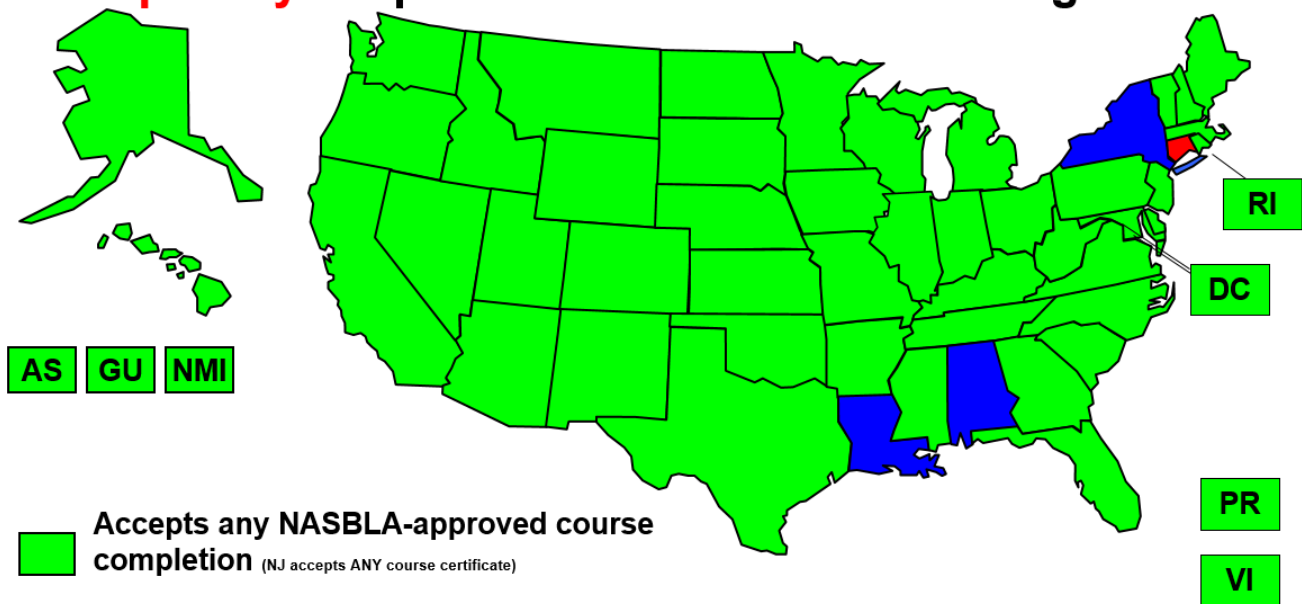 RI
DC
AS GU NMI
PR
VI
Accepts any NASBLA-approved course
completion (NJ accepts ANY course certificate)